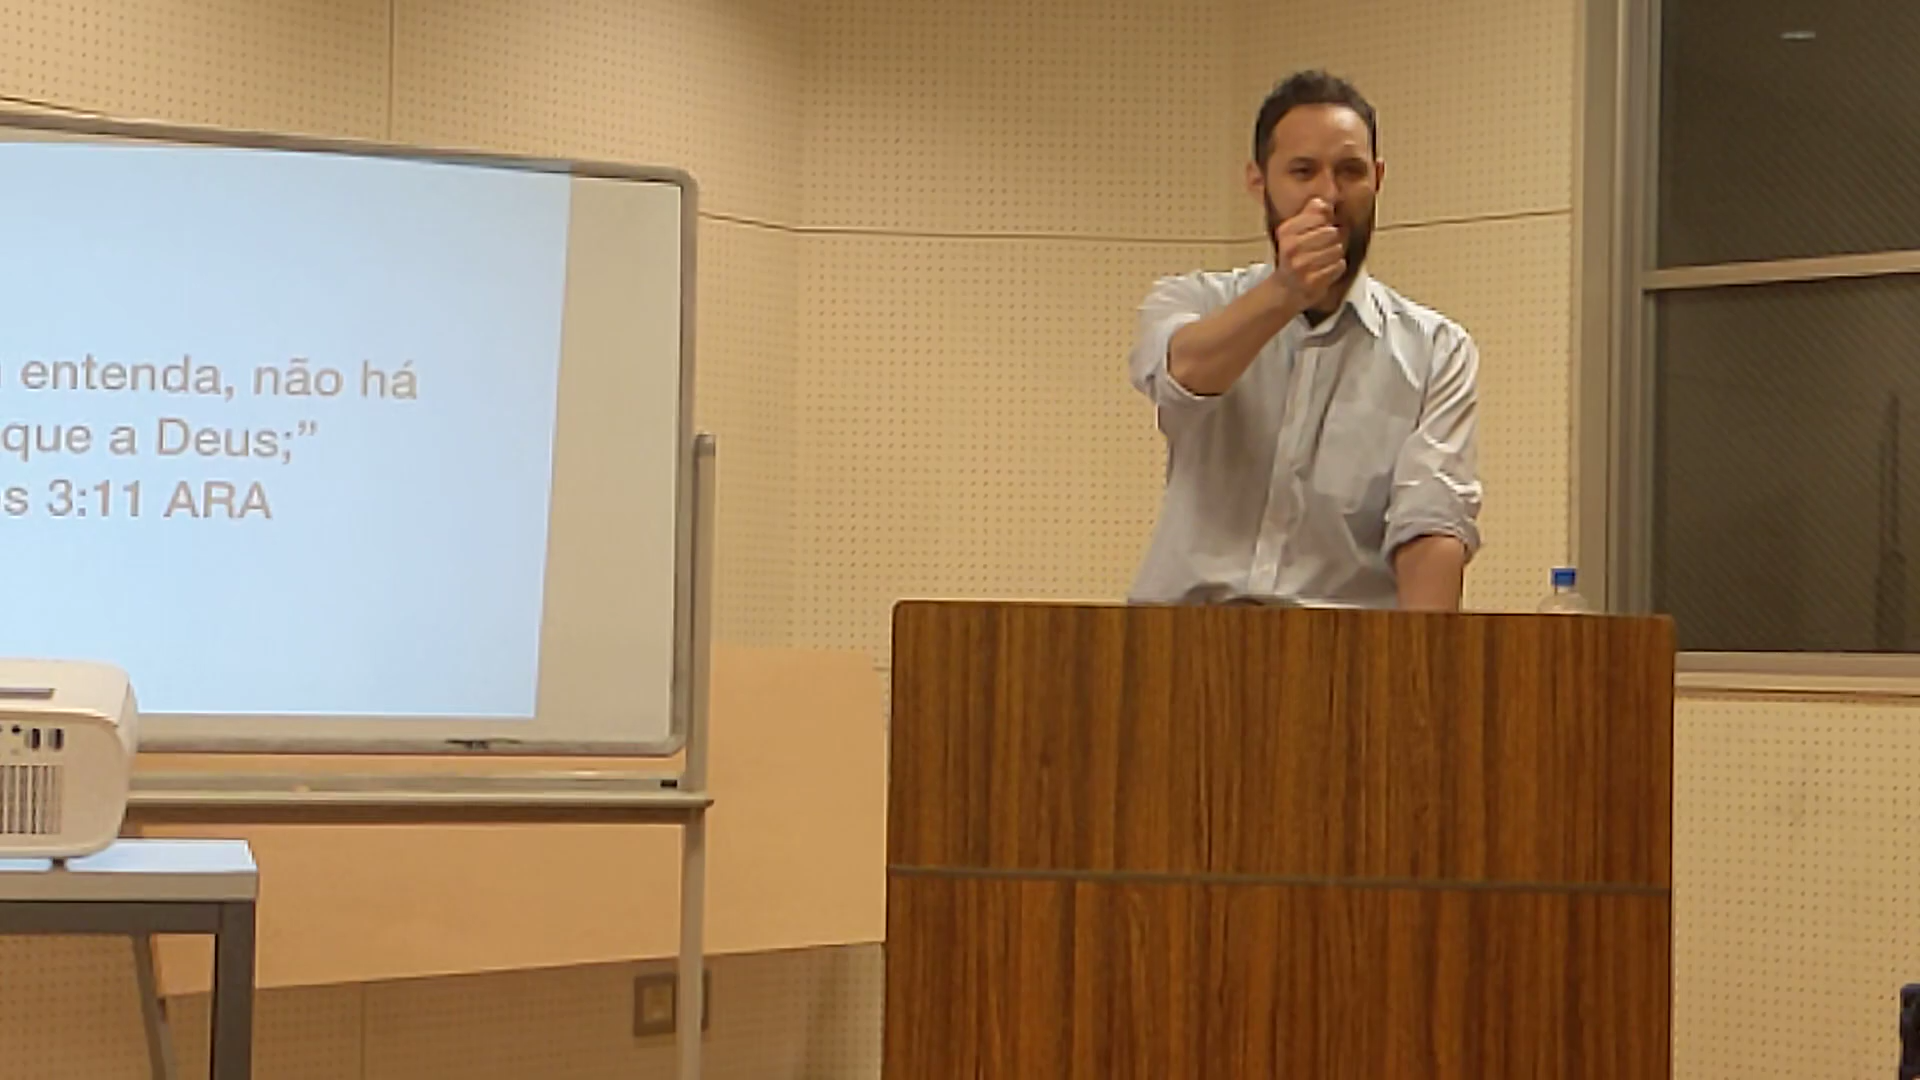 entenda, não há
que a Deus;”
s 3:11 ARA